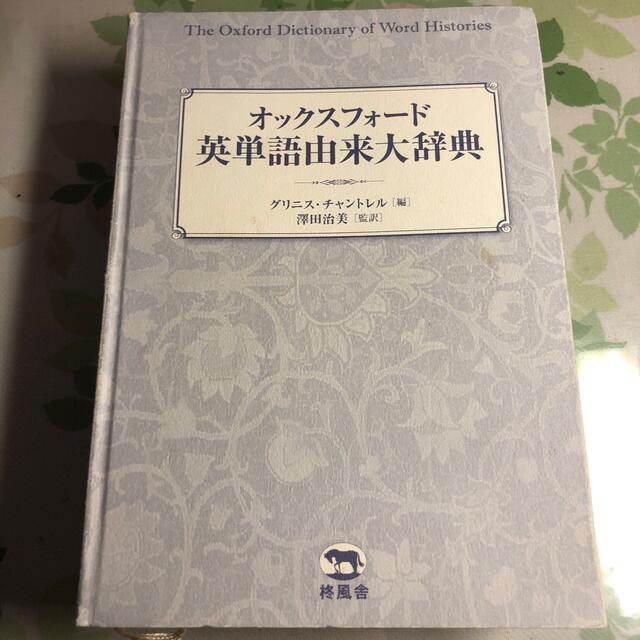 The Oxford Dictionary of Word Histories
オックスフォード
英単語由来大辞典
グリニス・チャントレル［編］
澤田治美［監訳］
柊風舎